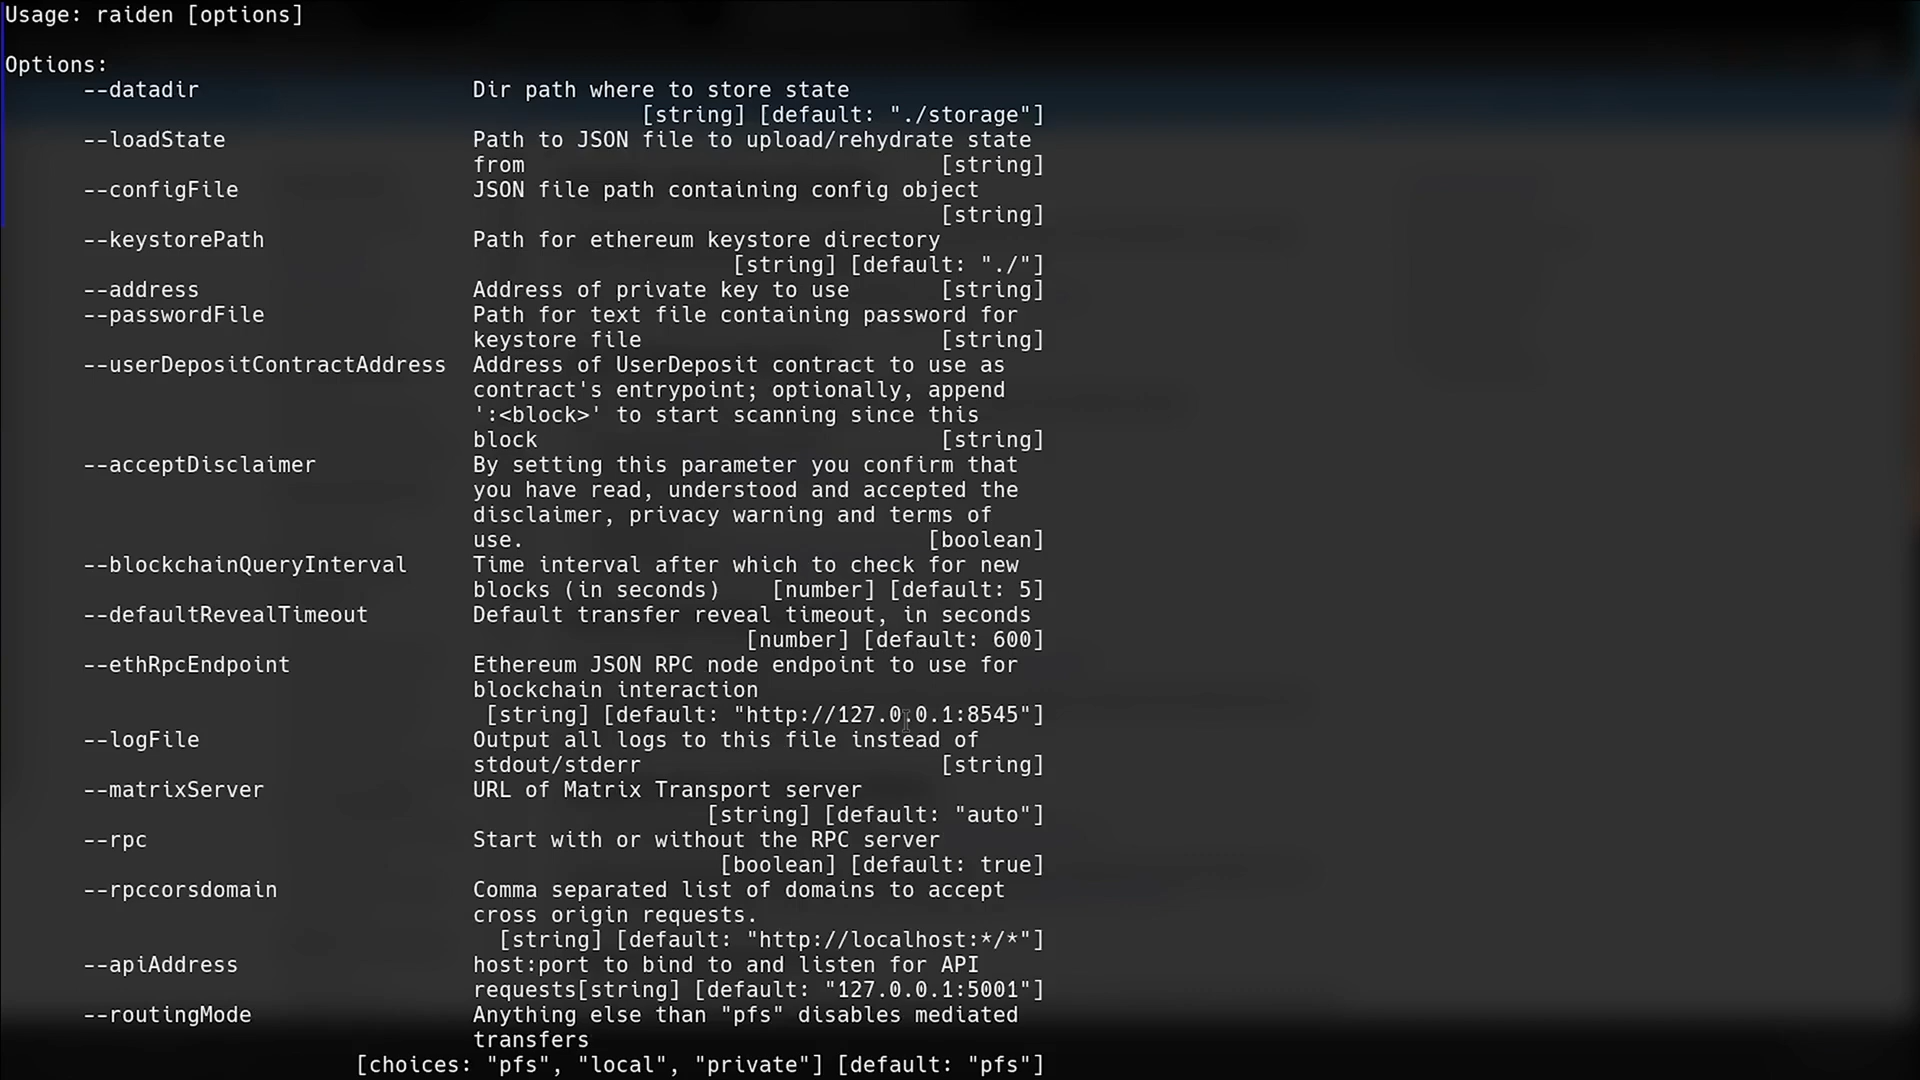 Usage: raiden [options]

Options:
      --datadir                     Dir path where to store state
                                                 [string] [default: "./storage"]
      --loadState                   Path to JSON file to upload/rehydrate state
                                    from                                [string]
      --configFile                  JSON file path containing config object
                                                                        [string]
      --keystorePath                Path for ethereum keystore directory
                                                        [string] [default: "./"]
      --address                     Address of private key to use       [string]
      --passwordFile                Path for text file containing password for
                                    keystore file                       [string]
      --userDepositContractAddress  Address of UserDeposit contract to use as
                                    contract's entrypoint; optionally, append
                                    ':<block>' to start scanning since this
                                    block                               [string]
      --acceptDisclaimer            By setting this parameter you confirm that
                                    you have read, understood and accepted the
                                    disclaimer, privacy warning and terms of
                                    use.                               [boolean]
      --blockchainQueryInterval     Time interval after which to check for new
                                    blocks (in seconds)    [number] [default: 5]
      --defaultRevealTimeout        Default transfer reveal timeout, in seconds
                                                         [number] [default: 600]
      --ethRpcEndpoint              Ethereum JSON RPC node endpoint to use for
                                    blockchain interaction
                                     [string] [default: "http://127.0.0.1:8545"]
      --logFile                     Output all logs to this file instead of
                                    stdout/stderr                       [string]
      --matrixServer                URL of Matrix Transport server
                                                      [string] [default: "auto"]
      --rpc                         Start with or without the RPC server
                                                       [boolean] [default: true]
      --rpccorsdomain               Comma separated list of domains to accept
                                    cross origin requests.
                                      [string] [default: "http://localhost:*/*"]
      --apiAddress                  host:port to bind to and listen for API
                                    requests[string] [default: "127.0.0.1:5001"]
      --routingMode                 Anything else than "pfs" disables mediated
                                    transfers
                           [choices: "pfs", "local", "private"] [default: "pfs"]